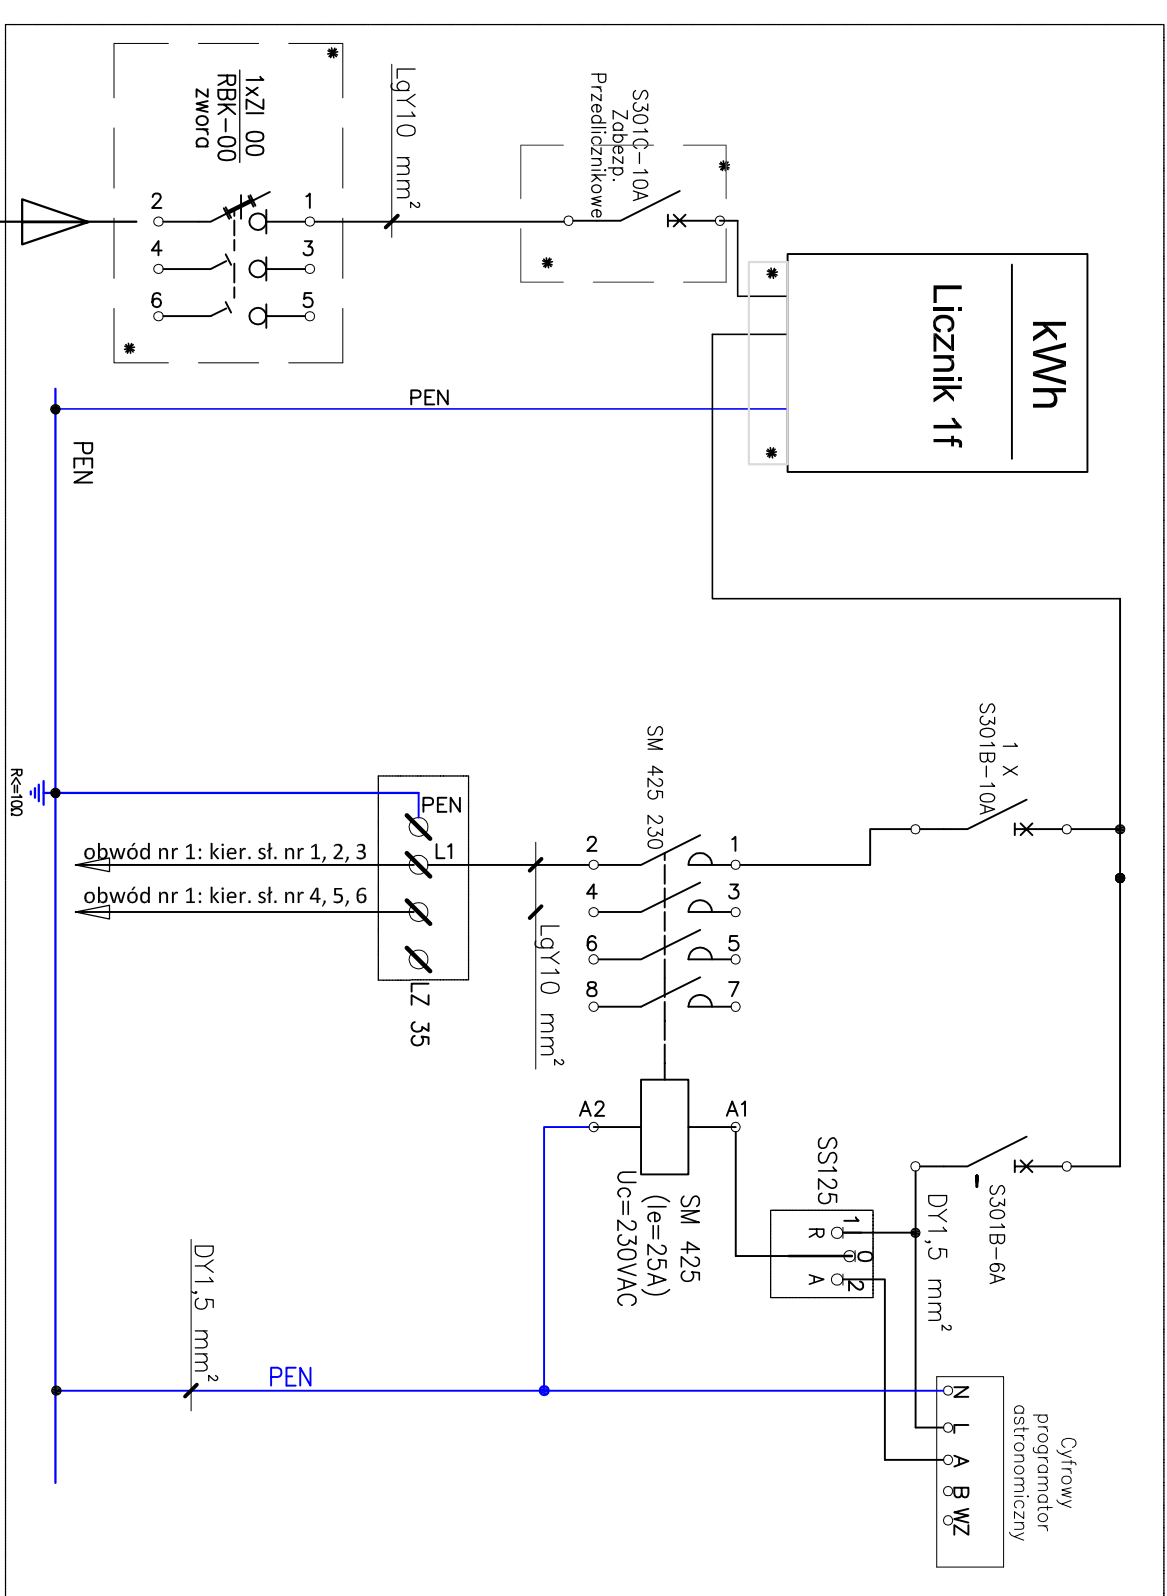 1xZI 00
RBK-00
zwora
1
2
3
4
5
6
LgY10 mm²
S301C-10A
Zabezp.
Przedlicznikowe
kWh
Licznik 1f
PEN
PEN
1 X
S301B-10A
SM 425 230
1
2
3
4
5
6
7
8
PEN
L1
obwód nr 1: kier. sł. nr 1, 2, 3
obwód nr 1: kier. sł. nr 4, 5, 6
LZ 35
LgY10 mm²
R<=10Ω
A1
A2
SM 425
(Ie=25A)
Uc=230VAC
SS125
1
0
2
R
A
S301B-6A
DY1,5 mm²
DY1,5 mm²
PEN
N
L
A
B
WZ
Cyfrowy
programator
astronomiczny